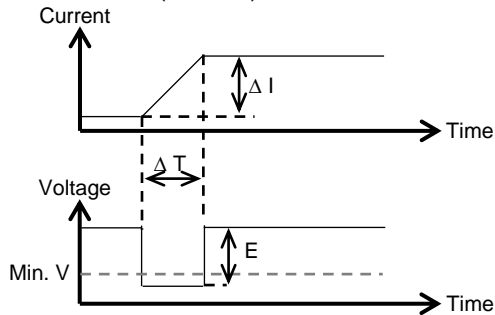 Current
Δ I
Time
Δ T
Voltage
E
Min. V
Time